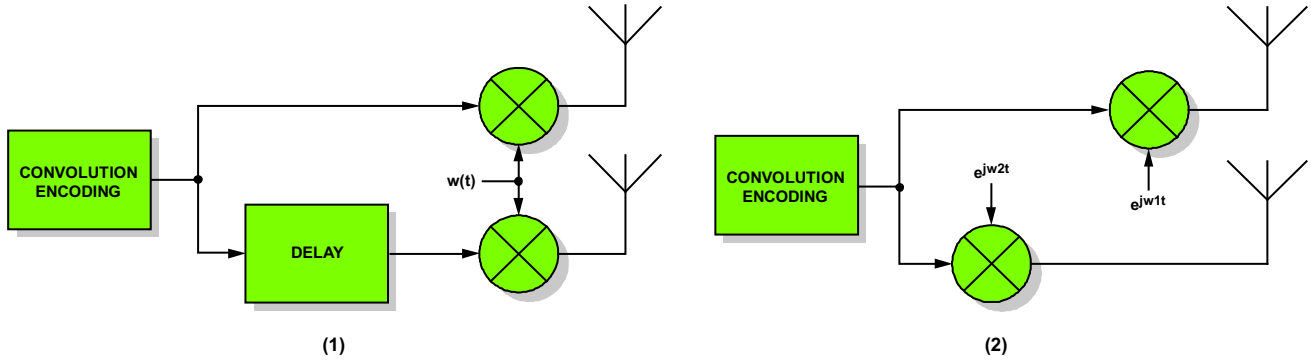 CONVOLUTION
ENCODING
DELAY
w(t)
(1)
CONVOLUTION
ENCODING
ejw2t
ejw1t
(2)